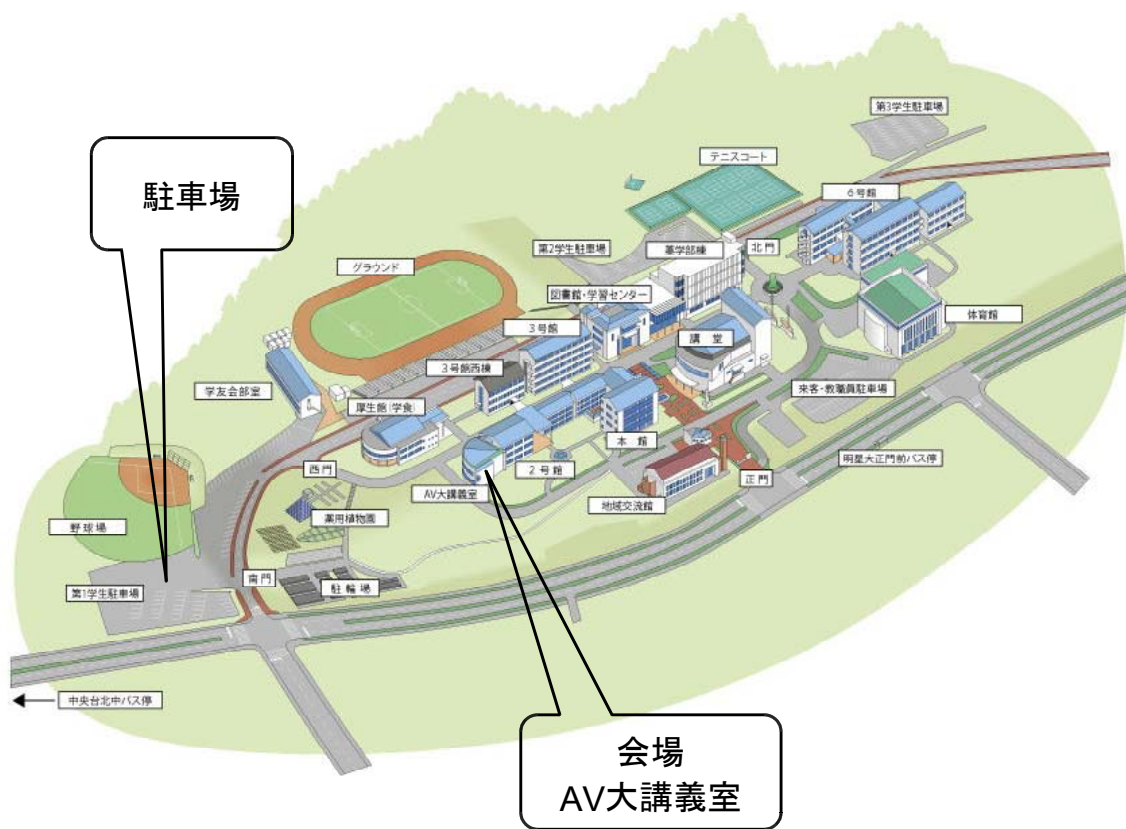 第3学生駐車場
テニスコート
駐車場
6号館
第2学生駐車場
薬学部棟
北門
グラウンド
図書館・学習センター
体育館
3号館
講 堂
3号館西棟
来客・教職員駐車場
学友会部室
厚生館(学食)
本 館
明星大正門前バス停
西門
2号館
正門
AV大講義室
地域交流館
薬用植物園
野球場
南門
駐輪場
第1学生駐車場
中央台北中バス停
会場
AV大講義室